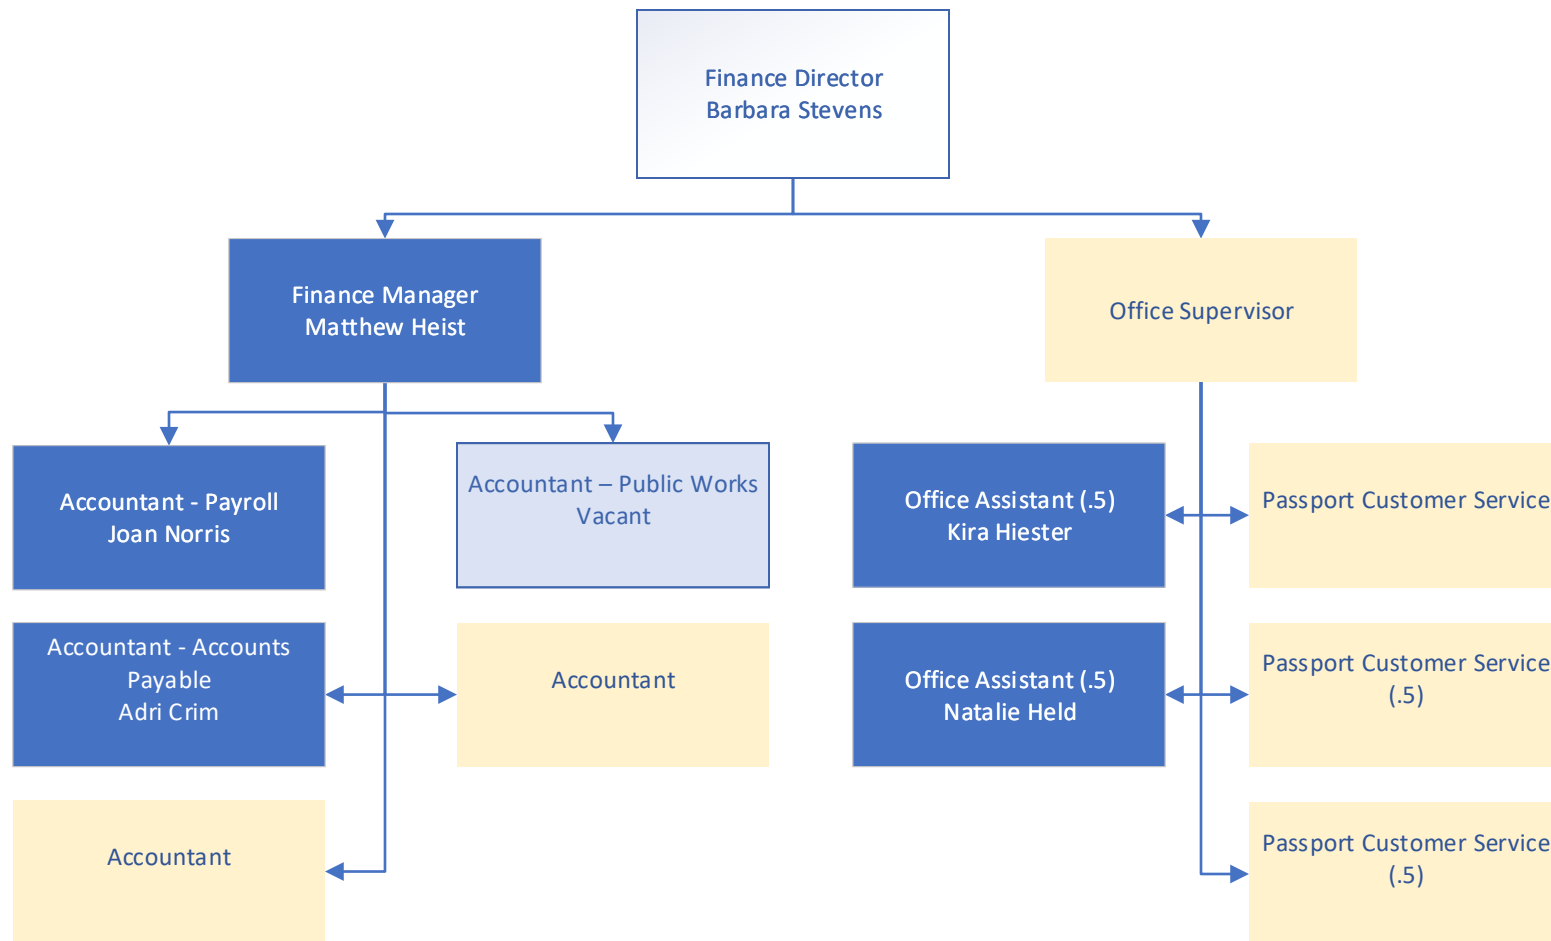 Finance Director
Barbara Stevens
Finance Manager
Matthew Heist
Office Supervisor
Accountant - Payroll
Joan Norris
Accountant – Public Works
Vacant
Office Assistant (.5)
Kira Hiester
Passport Customer Service
Accountant - Accounts
Payable
Adri Crim
Accountant
Office Assistant (.5)
Natalie Held
Passport Customer Service
(.5)
Accountant
Passport Customer Service
(.5)